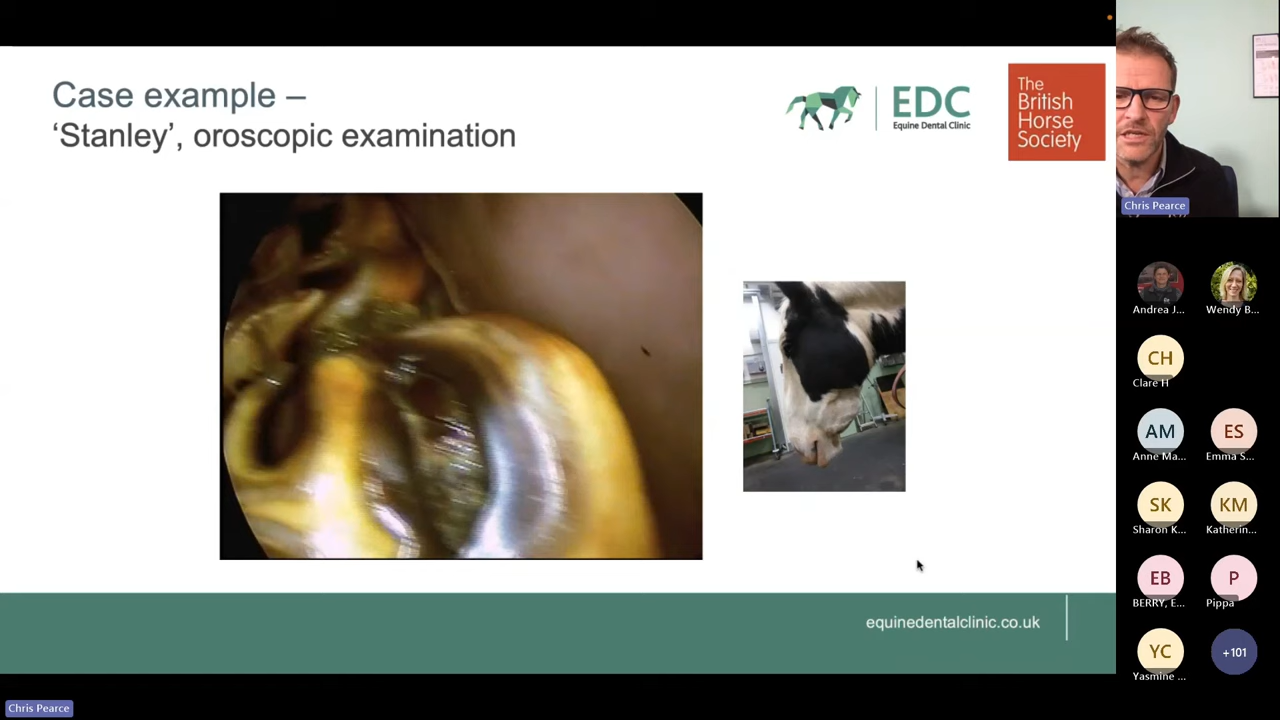 Case example –
‘Stanley’, oroscopic examination
EDC
Equine Dental Clinic
The
British
Horse
Society
Chris Pearce
Andrea J...
Wendy B...
CH
Clare H
AM
ES
Anne Ma...
Emma S...
SK
KM
Sharon K...
Katherin...
EB
P
BERRY, E...
Pippa
YC
+101
Yasmine ...
equinedentalclinic.co.uk
Chris Pearce